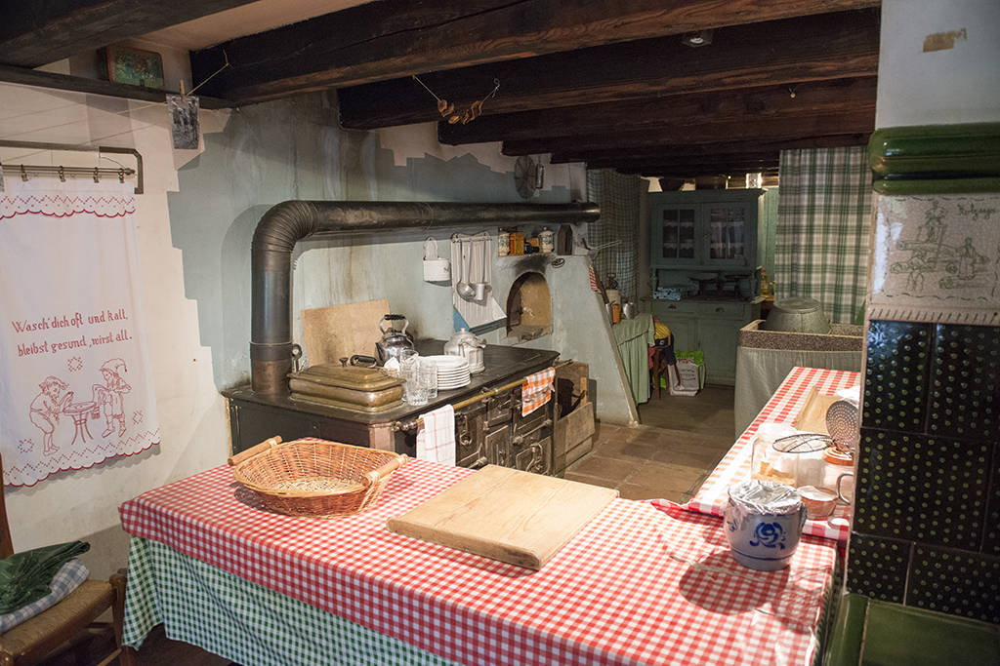 Wasch' dich oft und kalt,
bleibst gesund, wirst alt.